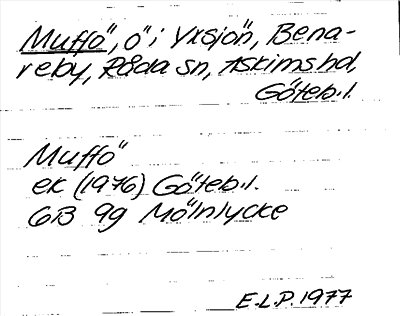 Muffö, ö i Yxsjön, Bena-
reby, Råda sn, Askims hd,
Göteb.l.
Muffö
ek (1976) Göteb.l.
6B 9g Mölnlycke
E.L.P. 1977